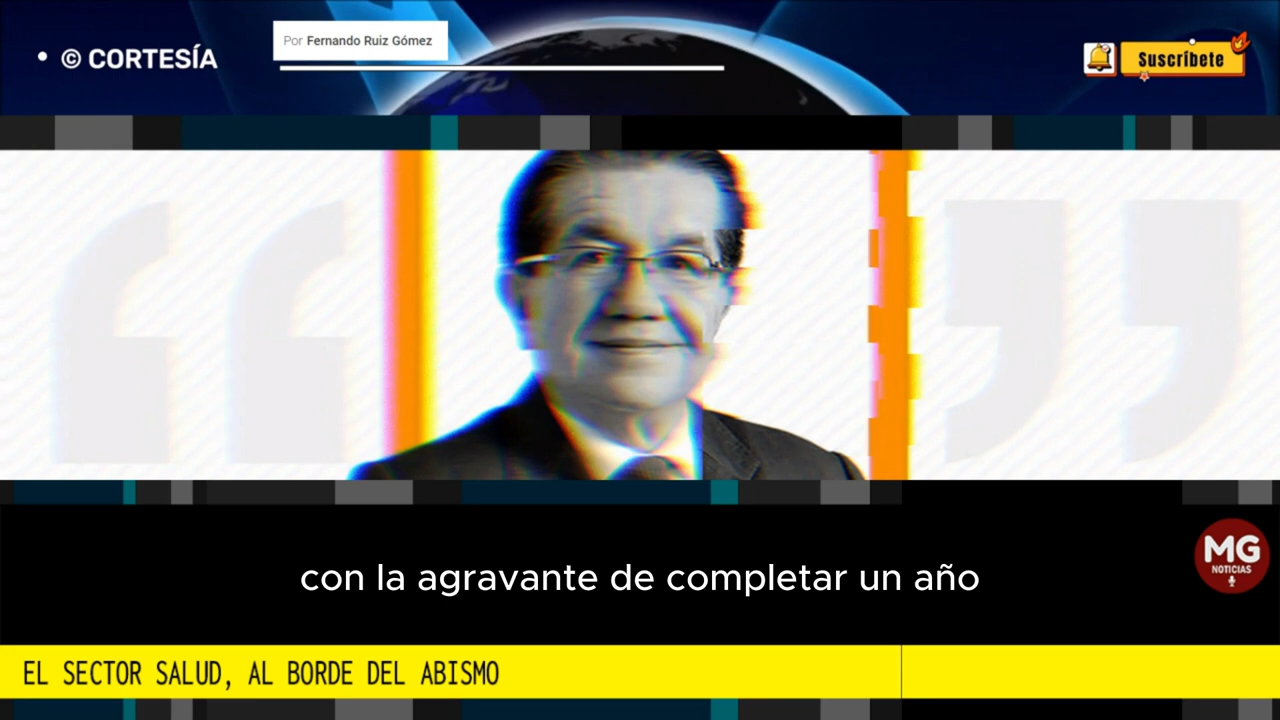 • © CORTESÍA
Por Fernando Ruiz Gómez
Suscríbete
“ ”
con la agravante de completar un año
MG
NOTICIAS
EL SECTOR SALUD, AL BORDE DEL ABISMO